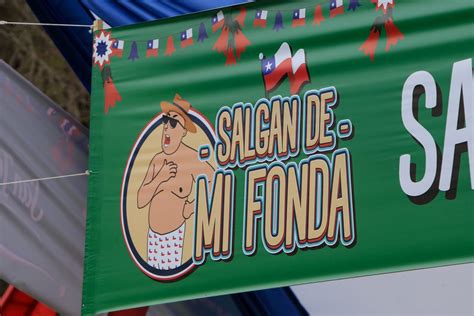 - SALGAN DE -
MI FONDA
SA